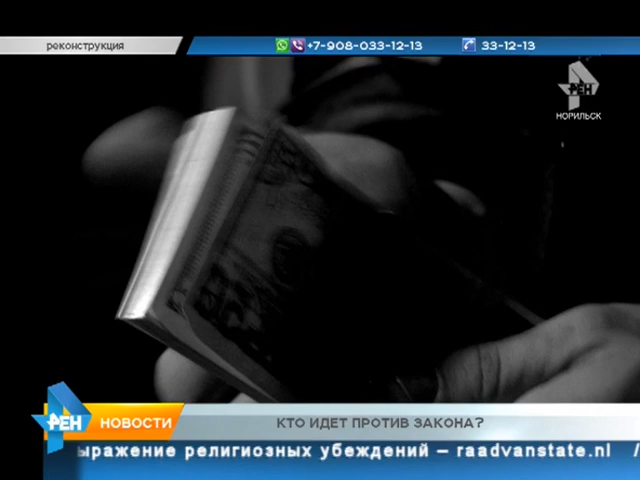 реконструкция
+7-908-033-12-13
33-12-13
РЕН
НОРИЛЬСК
РЕН
НОВОСТИ
КТО ИДЕТ ПРОТИВ ЗАКОНА?
ыражение религиозных убеждений – raadvanstate.nl /